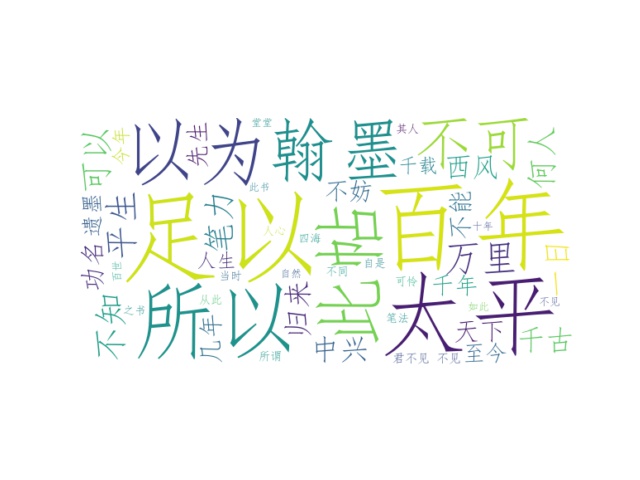 堂堂
其人
今年
可以
先生
以为
翰墨
不可
何人
千载
西风
此书
不妨
遗墨
平生
足以
笔力
百年
不能
十年
功名
人心
四海
此帖
万里
一日
百世
人生
当时
自然
不同
自是
可怜
千年
不知
之书
所以
从此
归来
笔法
太平
如此
不见
天下
千古
几年
所谓
中兴
君不见
不见
至今